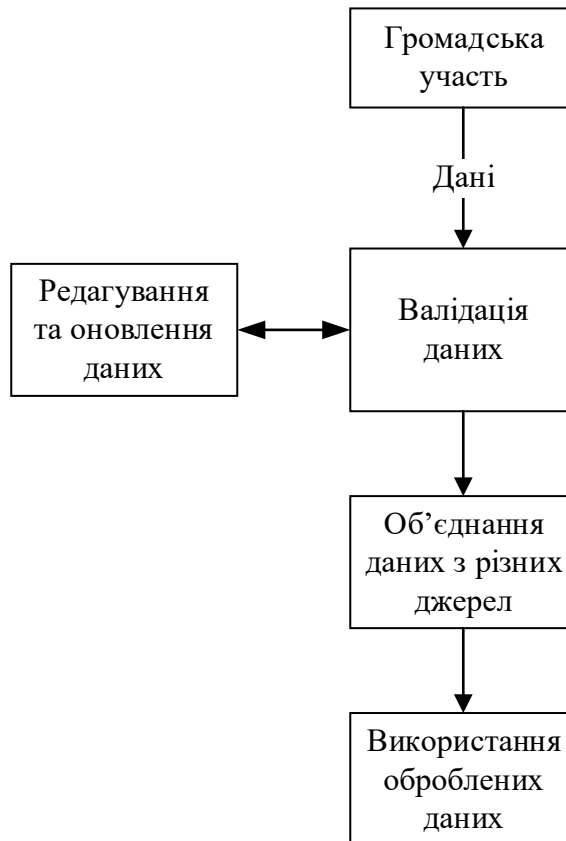 Громадська
участь
Дані
Редагування
та оновлення
даних
Валідація
даних
Об’єднання
даних з різних
джерел
Використання
оброблених
даних